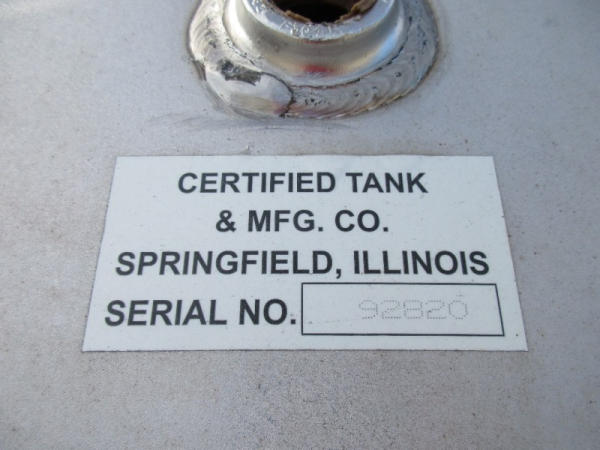 CERTIFIED TANK
& MFG. CO.
SPRINGFIELD, ILLINOIS
SERIAL NO. 92820